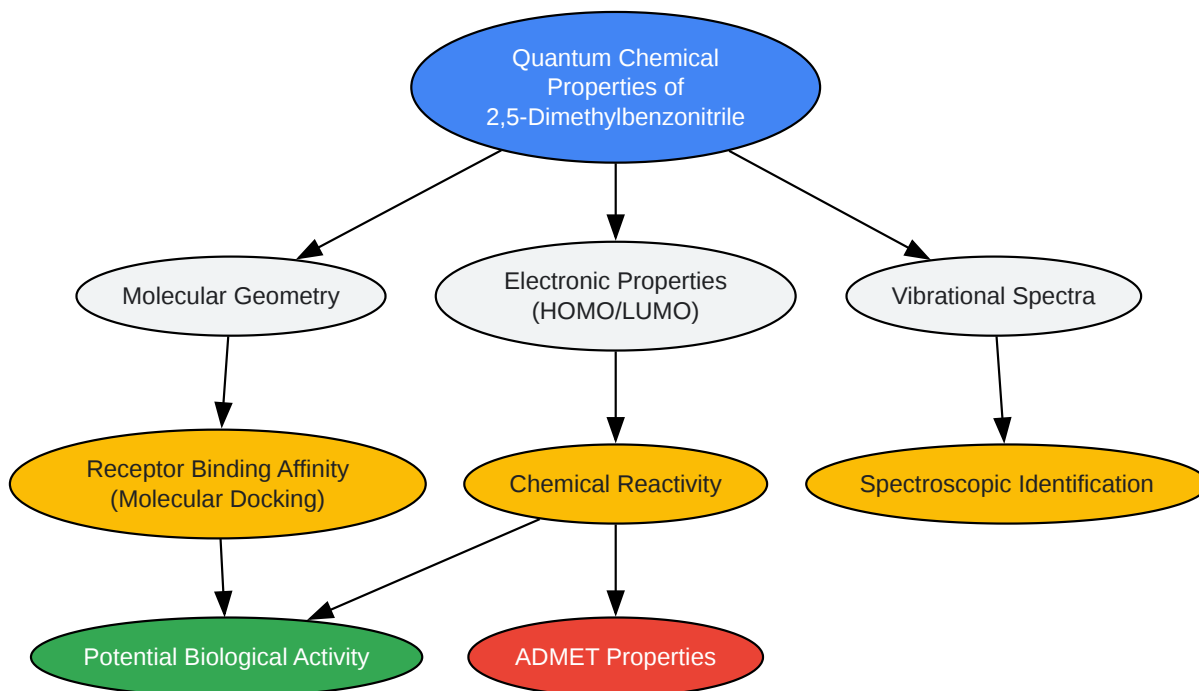 Quantum Chemical
Properties of
2,5-Dimethylbenzonitrile
Molecular Geometry
Electronic Properties
(HOMO/LUMO)
Vibrational Spectra
Receptor Binding Affinity
(Molecular Docking)
Chemical Reactivity
Spectroscopic Identification
Potential Biological Activity
ADMET Properties